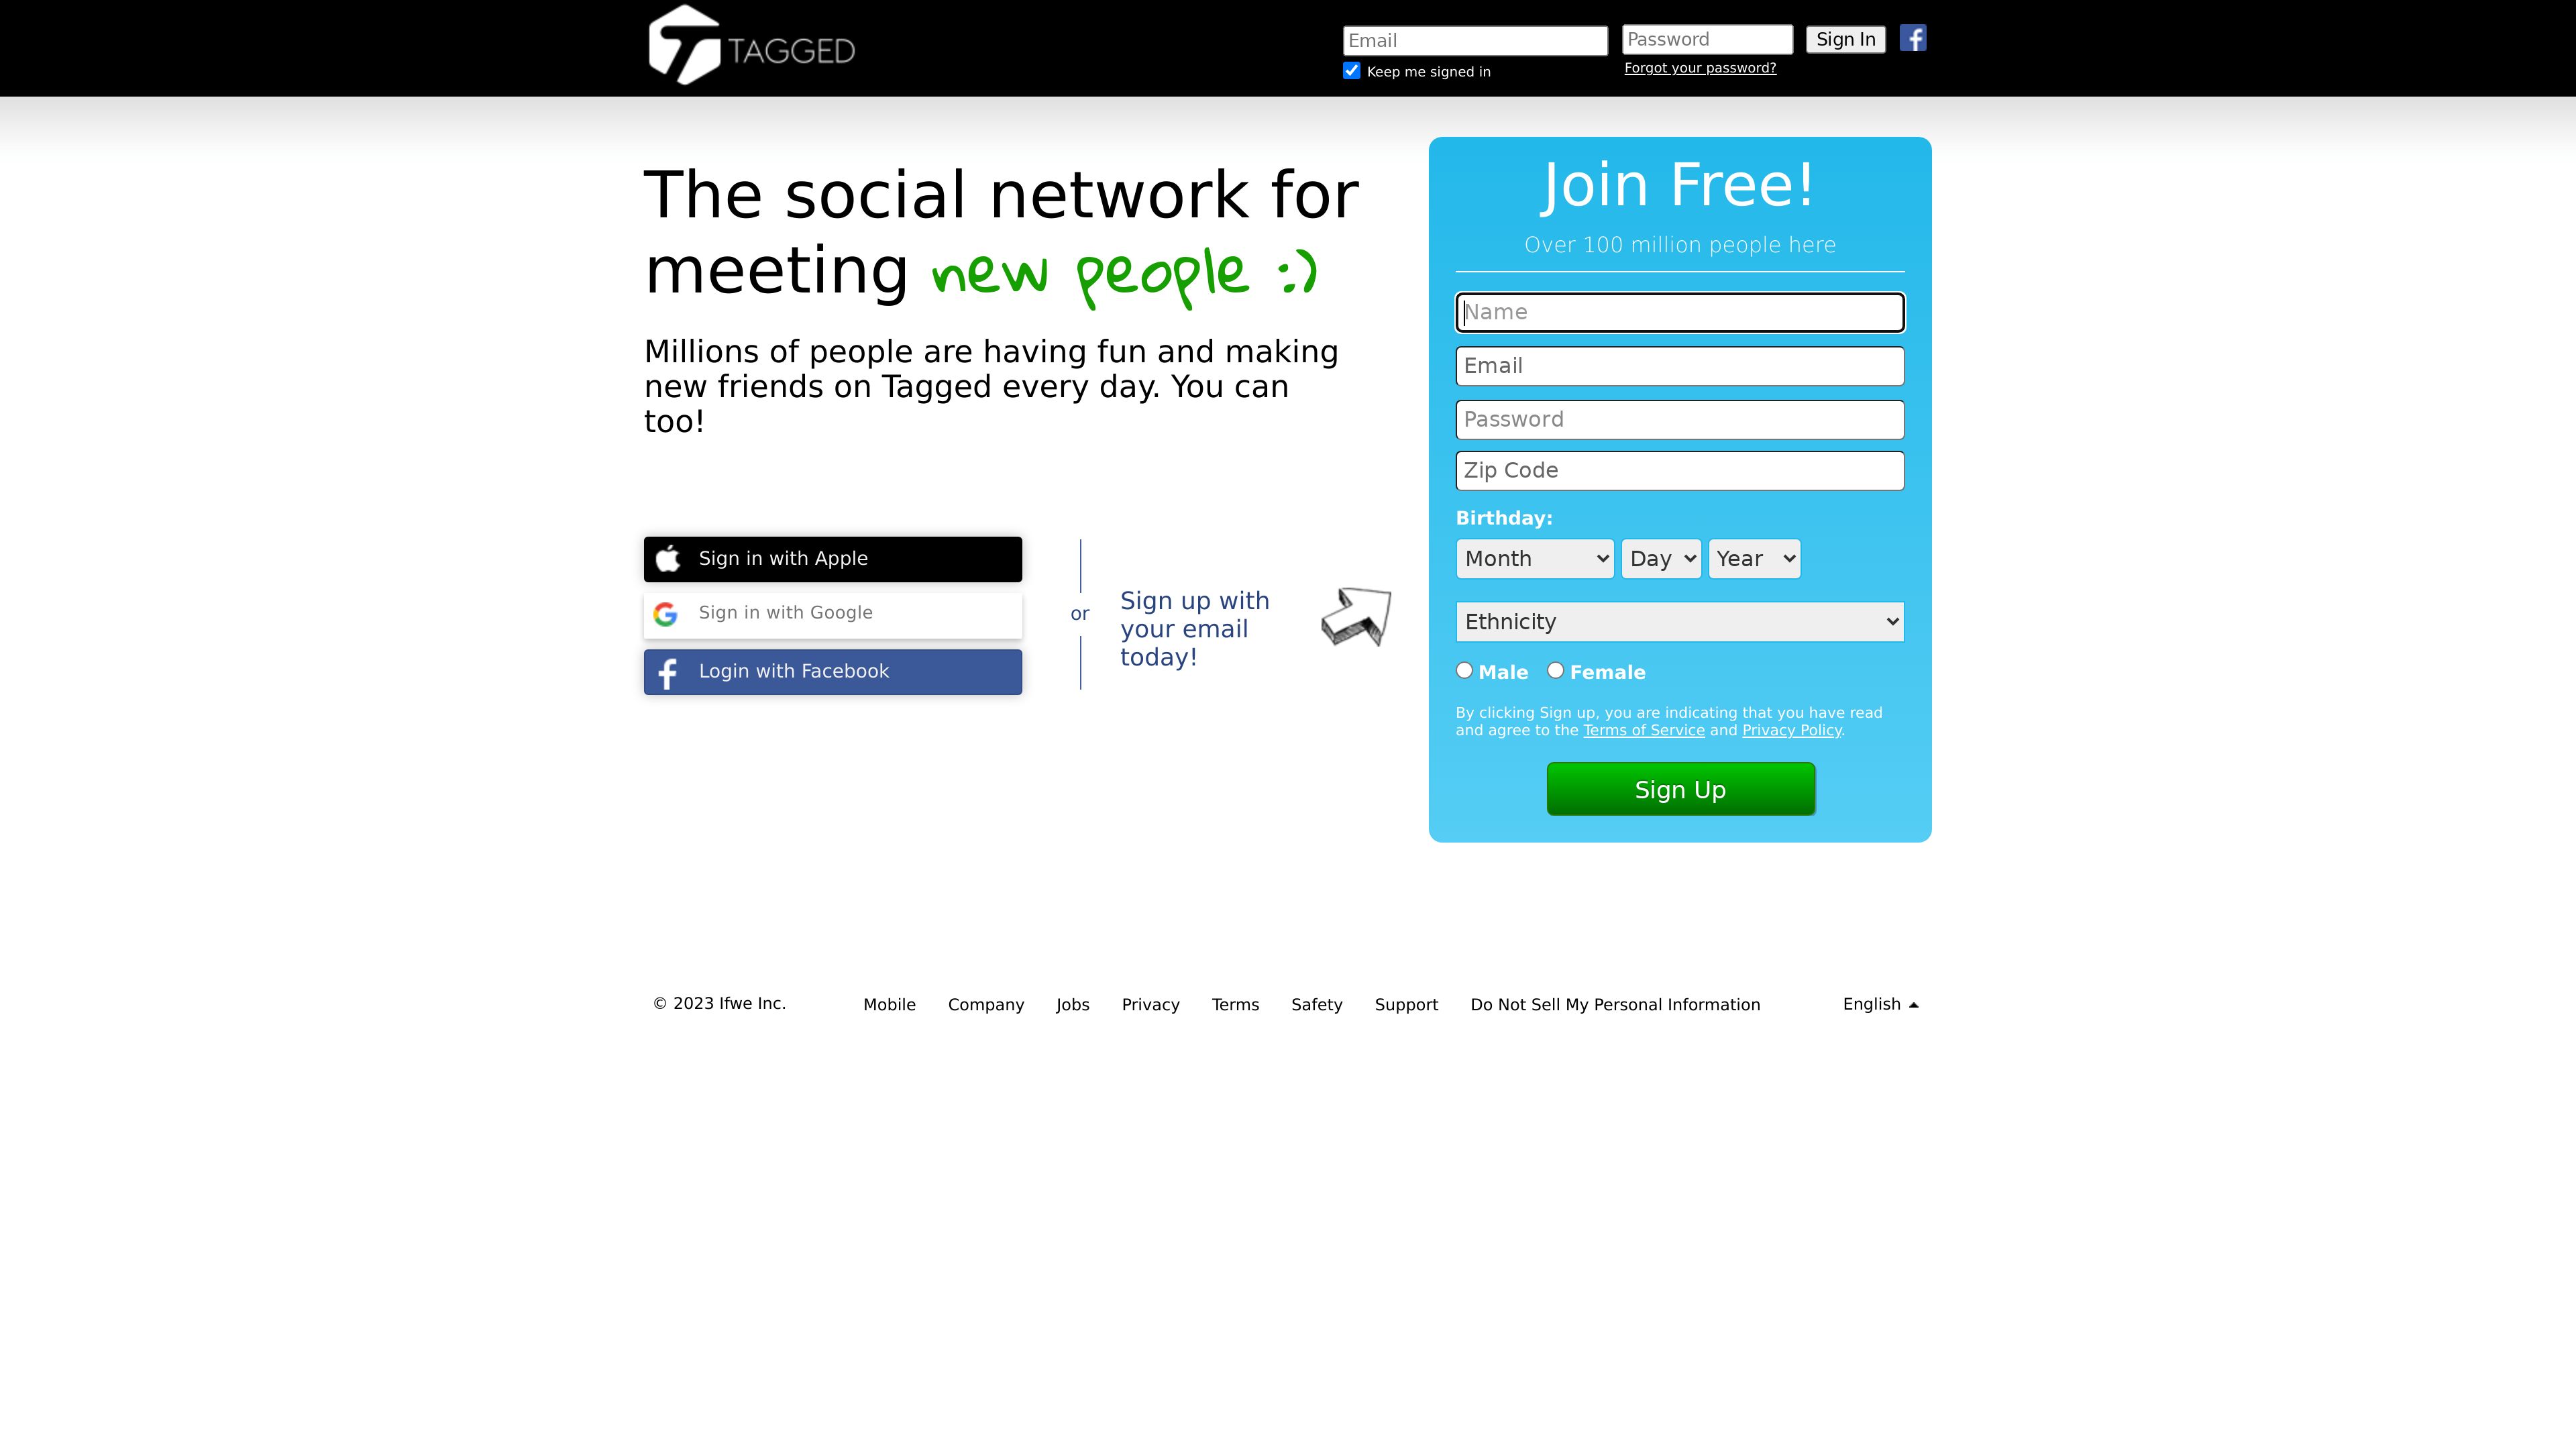 TAGGED
Email
Password
Sign In
Keep me signed in
Forgot your password?
The social network for
meeting new people :)
Millions of people are having fun and making
new friends on Tagged every day. You can
too!
Sign in with Apple
Sign in with Google
Login with Facebook
or
Sign up with
your email
today!
Join Free!
Over 100 million people here
Name
Email
Password
Zip Code
Birthday:
Month Day Year
Ethnicity
Male Female
By clicking Sign up, you are indicating that you have read
and agree to the Terms of Service and Privacy Policy.
Sign Up
© 2023 Ifwe Inc. Mobile Company Jobs Privacy Terms Safety Support Do Not Sell My Personal Information English